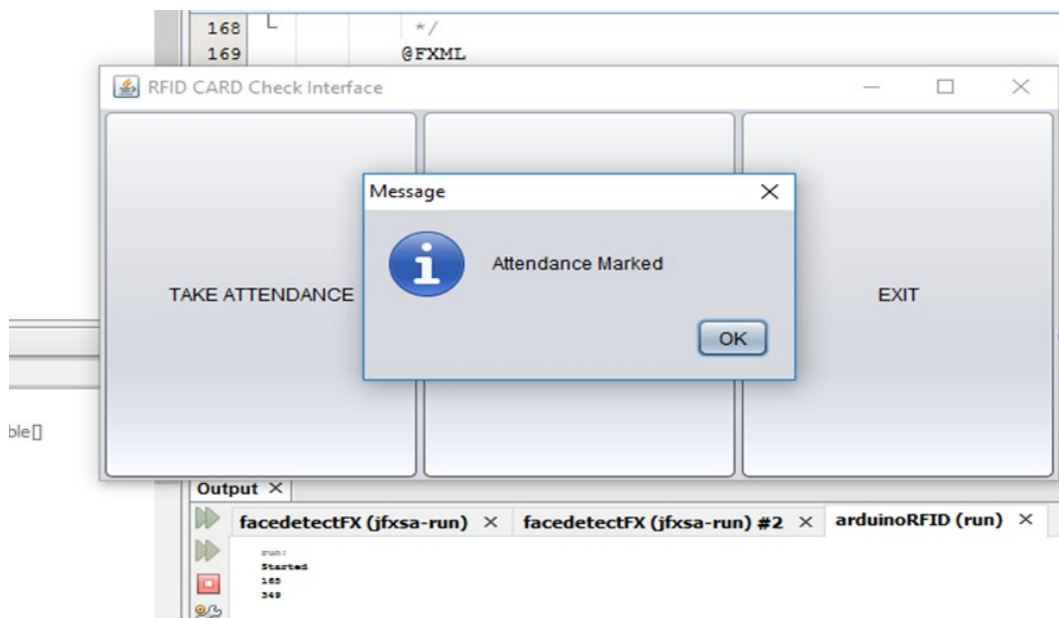 168 */
169 @FXML
RFID CARD Check Interface
Message
Attendance Marked
TAKE ATTENDANCE
EXIT
OK
ble[]
Output
facedetectFX (jfxsa-run) facedetectFX (jfxsa-run) #2 arduinoRFID (run)
run:
Started
349